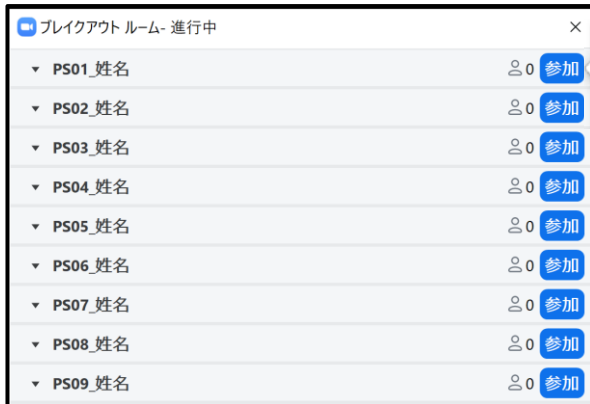 ブレイクアウト ルーム- 進行中
PS01_姓名 0 参加
PS02_姓名 0 参加
PS03_姓名 0 参加
PS04_姓名 0 参加
PS05_姓名 0 参加
PS06_姓名 0 参加
PS07_姓名 0 参加
PS08_姓名 0 参加
PS09_姓名 0 参加